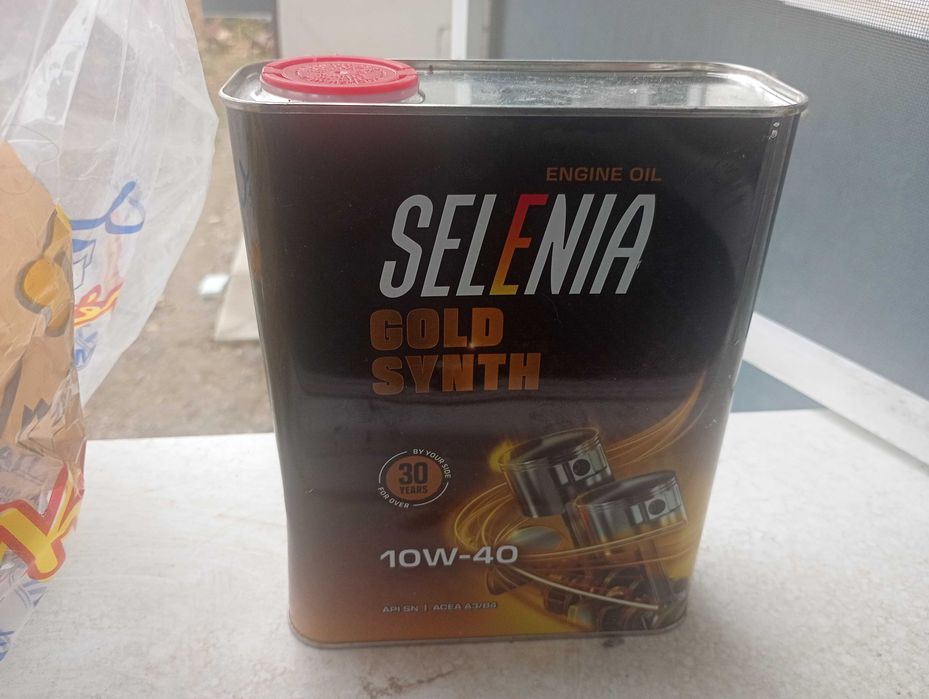 ENGINE OIL
SELENIA
GOLD
SYNTH
BY YOUR SIDE
30
YEARS
FOR OVER
10W-40
API SN | ACEA A3/B4